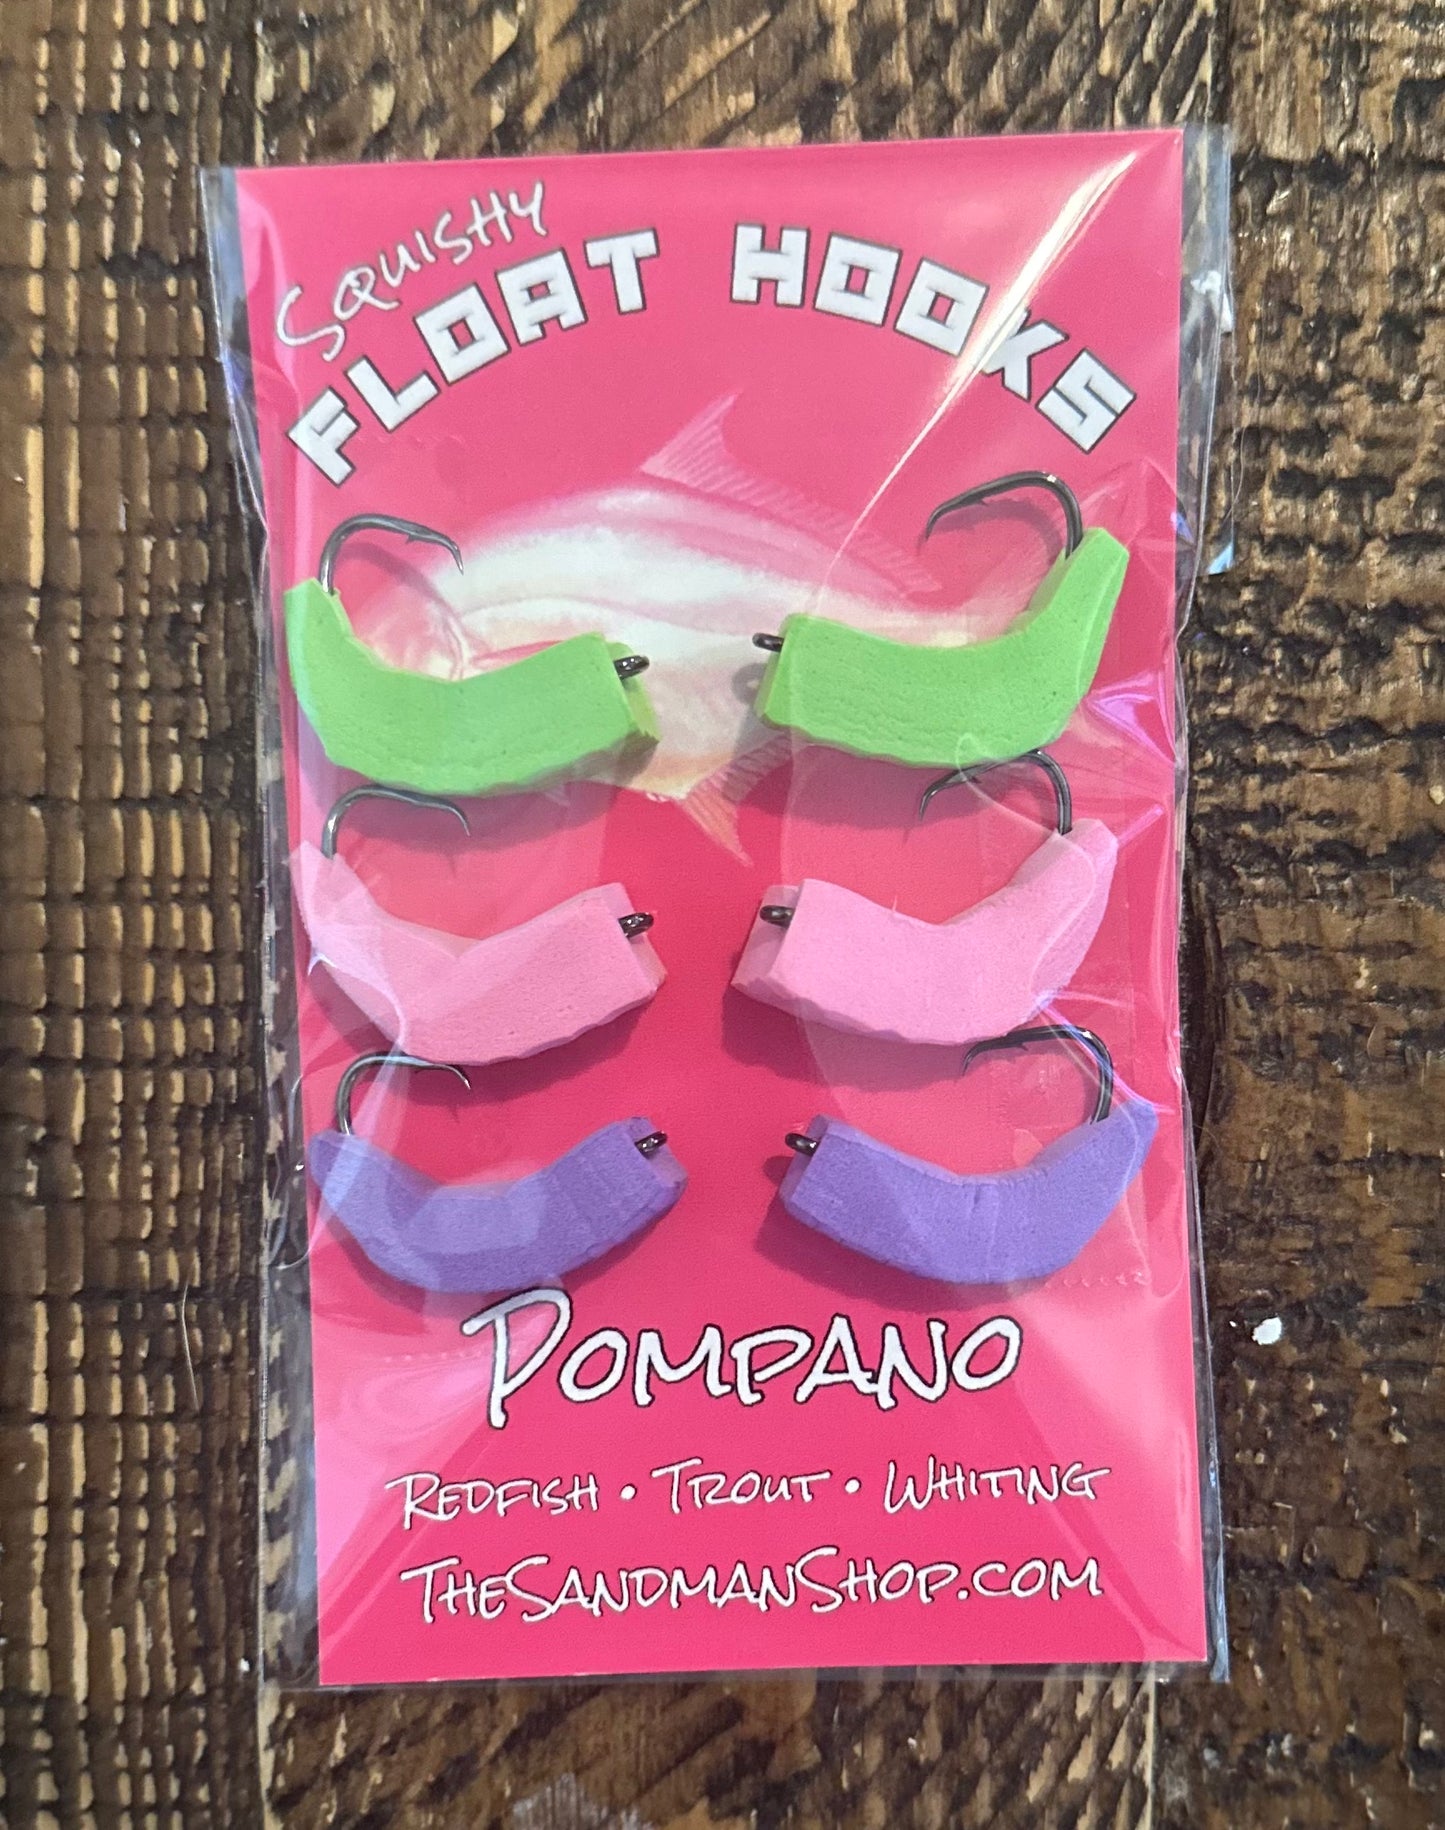 SQUISHY
FLOAT HOOKS
POMPANO
REDFISH • TROUT • WHITING
THESANDMANSHOP.COM